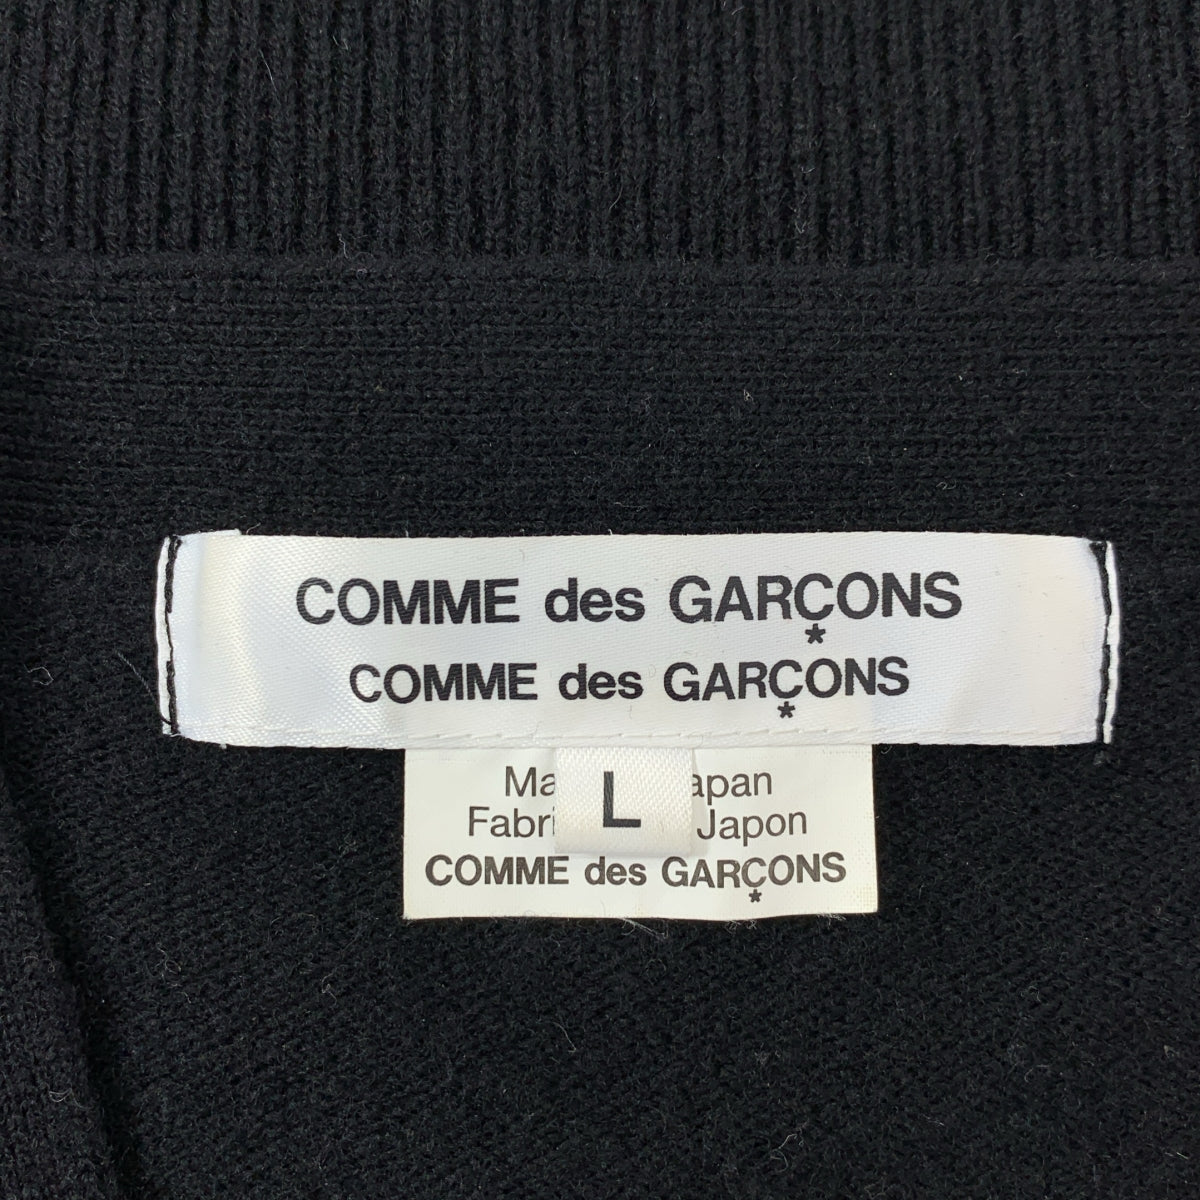 COMME des GARÇONS
*
COMME des GARÇONS
*
L
Ma apan
Fabri Japon
COMME des GARÇONS
*